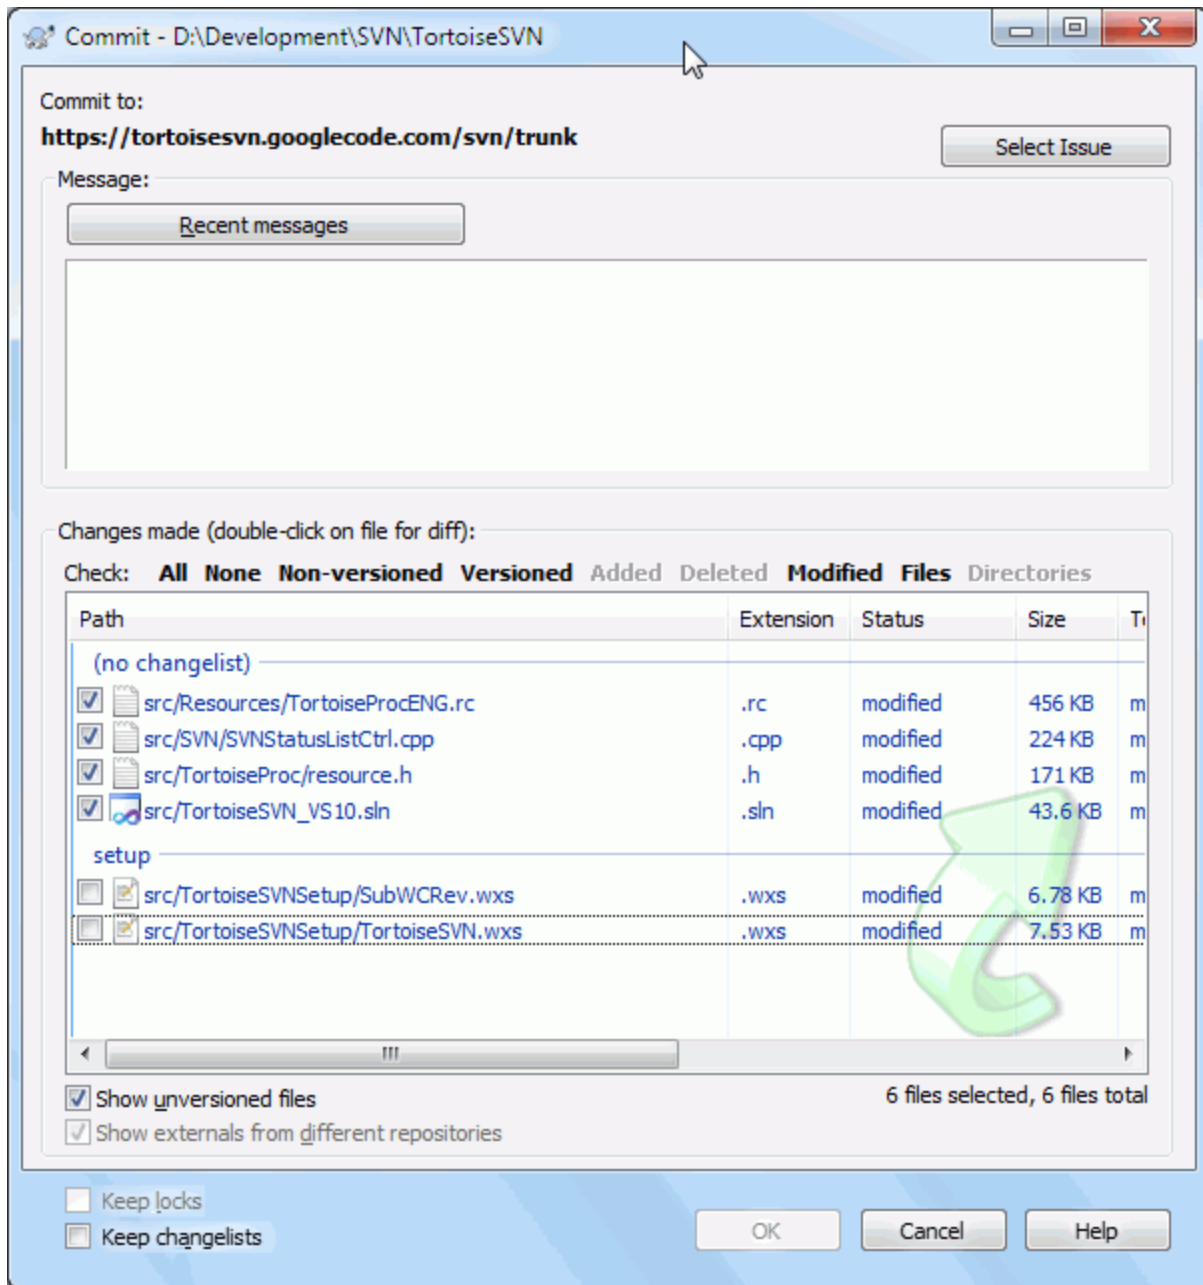 Commit - D:\Development\SVN\TortoiseSVN
Commit to:
https://tortoisesvn.googlecode.com/svn/trunk
Select Issue
Message:
Recent messages
Changes made (double-click on file for diff):
Check: All None Non-versioned Versioned Added Deleted Modified Files Directories
Path Extension Status Size
(no changelist)
src/Resources/TortoiseProcENG.rc .rc modified 456 KB m
src/SVN/SVNStatusListCtrl.cpp .cpp modified 224 KB m
src/TortoiseProc/resource.h .h modified 171 KB m
src/TortoiseSVN_VS10.sln .sln modified 43.6 KB m
setup
src/TortoiseSVNSetup/SubWCRev.wxs .wxs modified 6.78 KB m
src/TortoiseSVNSetup/TortoiseSVN.wxs .wxs modified 7.53 KB m
Show unversioned files
6 files selected, 6 files total
Show externals from different repositories
Keep locks
Keep changelists
OK Cancel Help